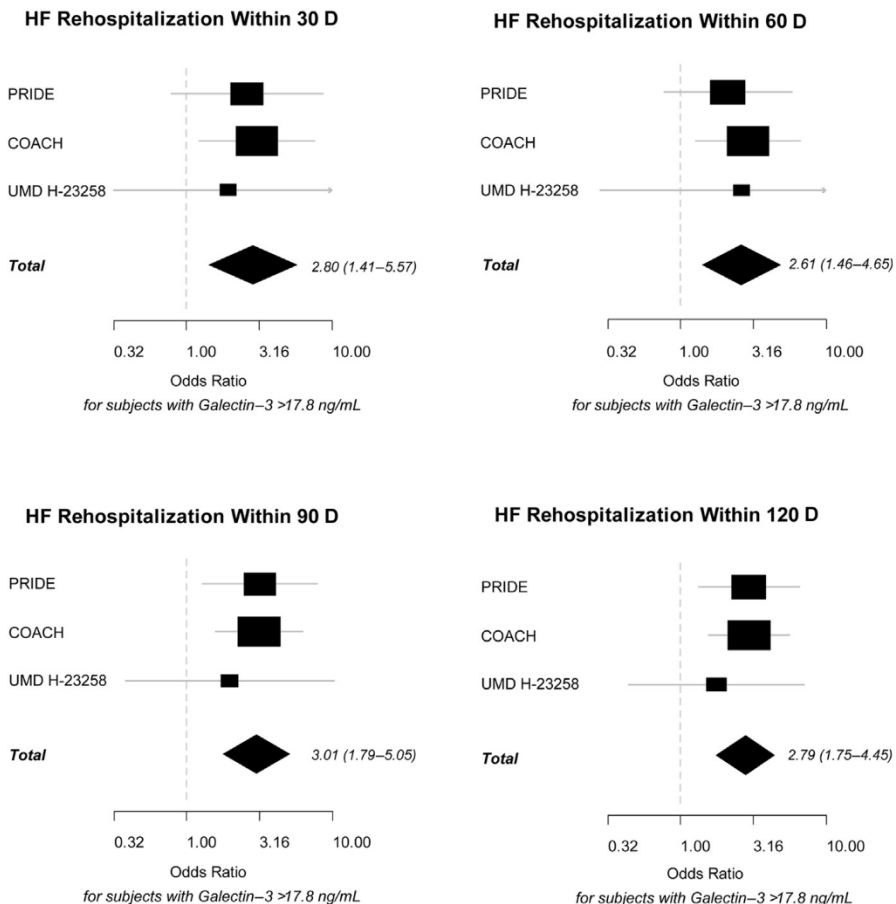 HF Rehospitalization Within 30 D
PRIDE
COACH
UMD H-23258
Total
2.80 (1.41–5.57)
0.32 1.00 3.16 10.00
Odds Ratio
for subjects with Galectin–3 >17.8 ng/mL
HF Rehospitalization Within 60 D
PRIDE
COACH
UMD H-23258
Total
2.61 (1.46–4.65)
0.32 1.00 3.16 10.00
Odds Ratio
for subjects with Galectin–3 >17.8 ng/mL
HF Rehospitalization Within 90 D
PRIDE
COACH
UMD H-23258
Total
3.01 (1.79–5.05)
0.32 1.00 3.16 10.00
Odds Ratio
for subjects with Galectin–3 >17.8 ng/mL
HF Rehospitalization Within 120 D
PRIDE
COACH
UMD H-23258
Total
2.79 (1.75–4.45)
0.32 1.00 3.16 10.00
Odds Ratio
for subjects with Galectin–3 >17.8 ng/mL